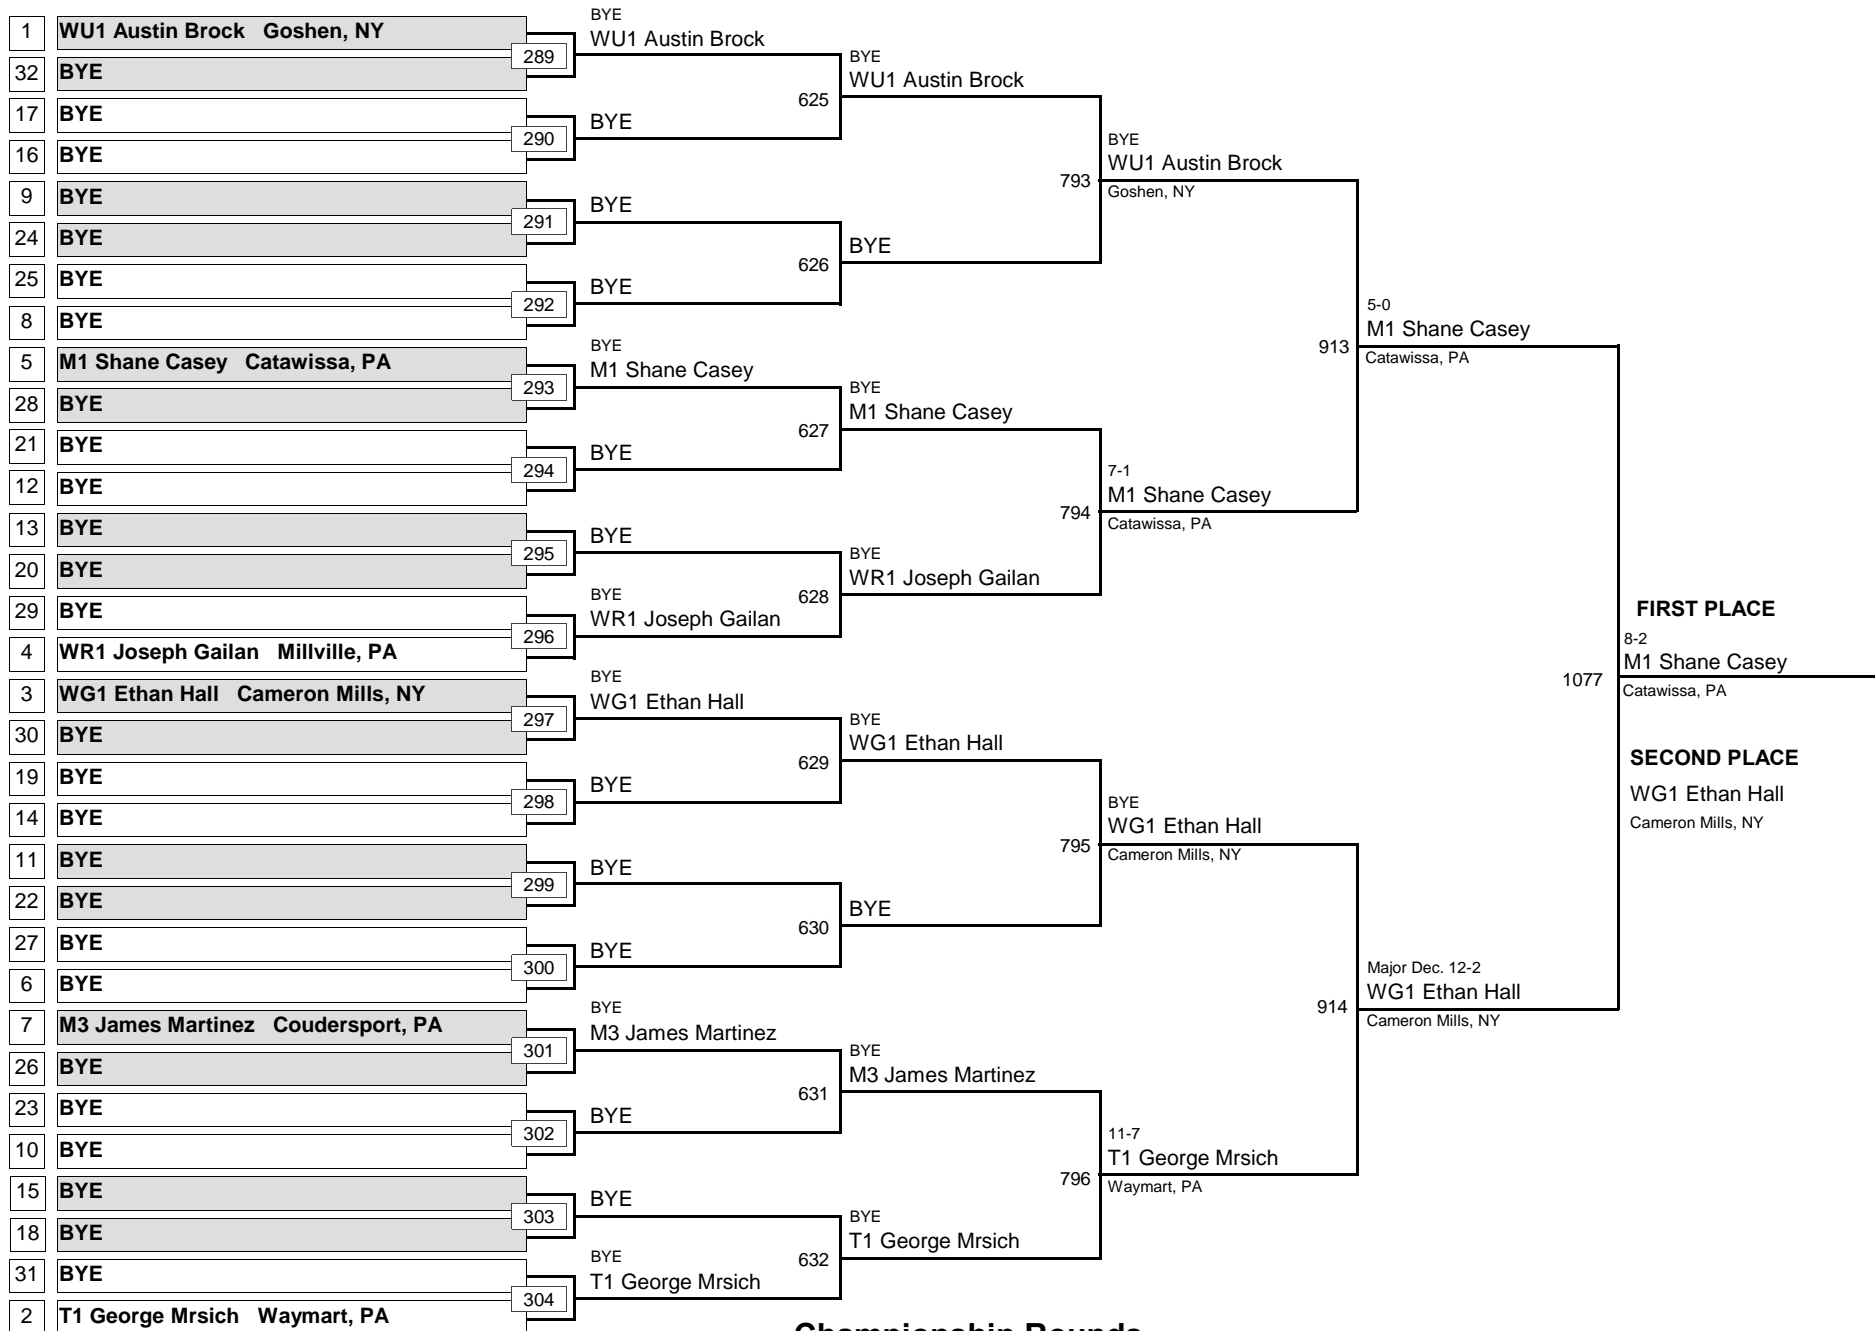 1 WU1 Austin Brock Goshen, NY
32 BYE
17 BYE
16 BYE
9 BYE
24 BYE
25 BYE
8 BYE
5 M1 Shane Casey Catawissa, PA
28 BYE
21 BYE
12 BYE
13 BYE
20 BYE
29 BYE
4 WR1 Joseph Gailan Millville, PA
3 WG1 Ethan Hall Cameron Mills, NY
30 BYE
19 BYE
14 BYE
11 BYE
22 BYE
27 BYE
6 BYE
7 M3 James Martinez Coudersport, PA
26 BYE
23 BYE
10 BYE
15 BYE
18 BYE
31 BYE
2 T1 George Mrsich Waymart, PA
289
290
291
292
293
294
295
296
297
298
299
300
301
302
303
304
BYE
WU1 Austin Brock
BYE
BYE
BYE
BYE
M1 Shane Casey
BYE
BYE
BYE
WR1 Joseph Gailan
BYE
WG1 Ethan Hall
BYE
BYE
BYE
BYE
M3 James Martinez
BYE
BYE
BYE
T1 George Mrsich
625
626
627
628
629
630
631
632
BYE
WU1 Austin Brock
BYE
BYE
M1 Shane Casey
BYE
WR1 Joseph Gailan
BYE
WG1 Ethan Hall
BYE
BYE
M3 James Martinez
BYE
T1 George Mrsich
793
794
795
796
BYE
WU1 Austin Brock
Goshen, NY
7-1
M1 Shane Casey
Catawissa, PA
BYE
WG1 Ethan Hall
Cameron Mills, NY
11-7
T1 George Mrsich
Waymart, PA
913
914
5-0
M1 Shane Casey
Catawissa, PA
Major Dec. 12-2
WG1 Ethan Hall
Cameron Mills, NY
1077
FIRST PLACE
8-2
M1 Shane Casey
Catawissa, PA
SECOND PLACE
WG1 Ethan Hall
Cameron Mills, NY
Championship Rounds